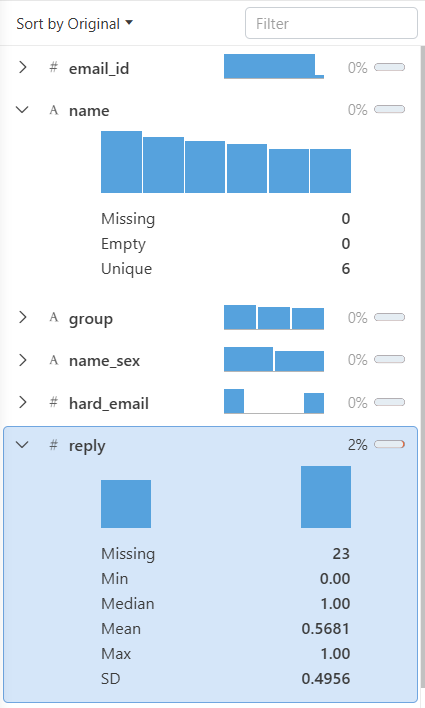 Sort by Original Filter
# email_id 0%
A name 0%
Missing 0
Empty 0
Unique 6
A group 0%
A name_sex 0%
# hard_email 0%
# reply 2%
Missing 23
Min 0.00
Median 1.00
Mean 0.5681
Max 1.00
SD 0.4956